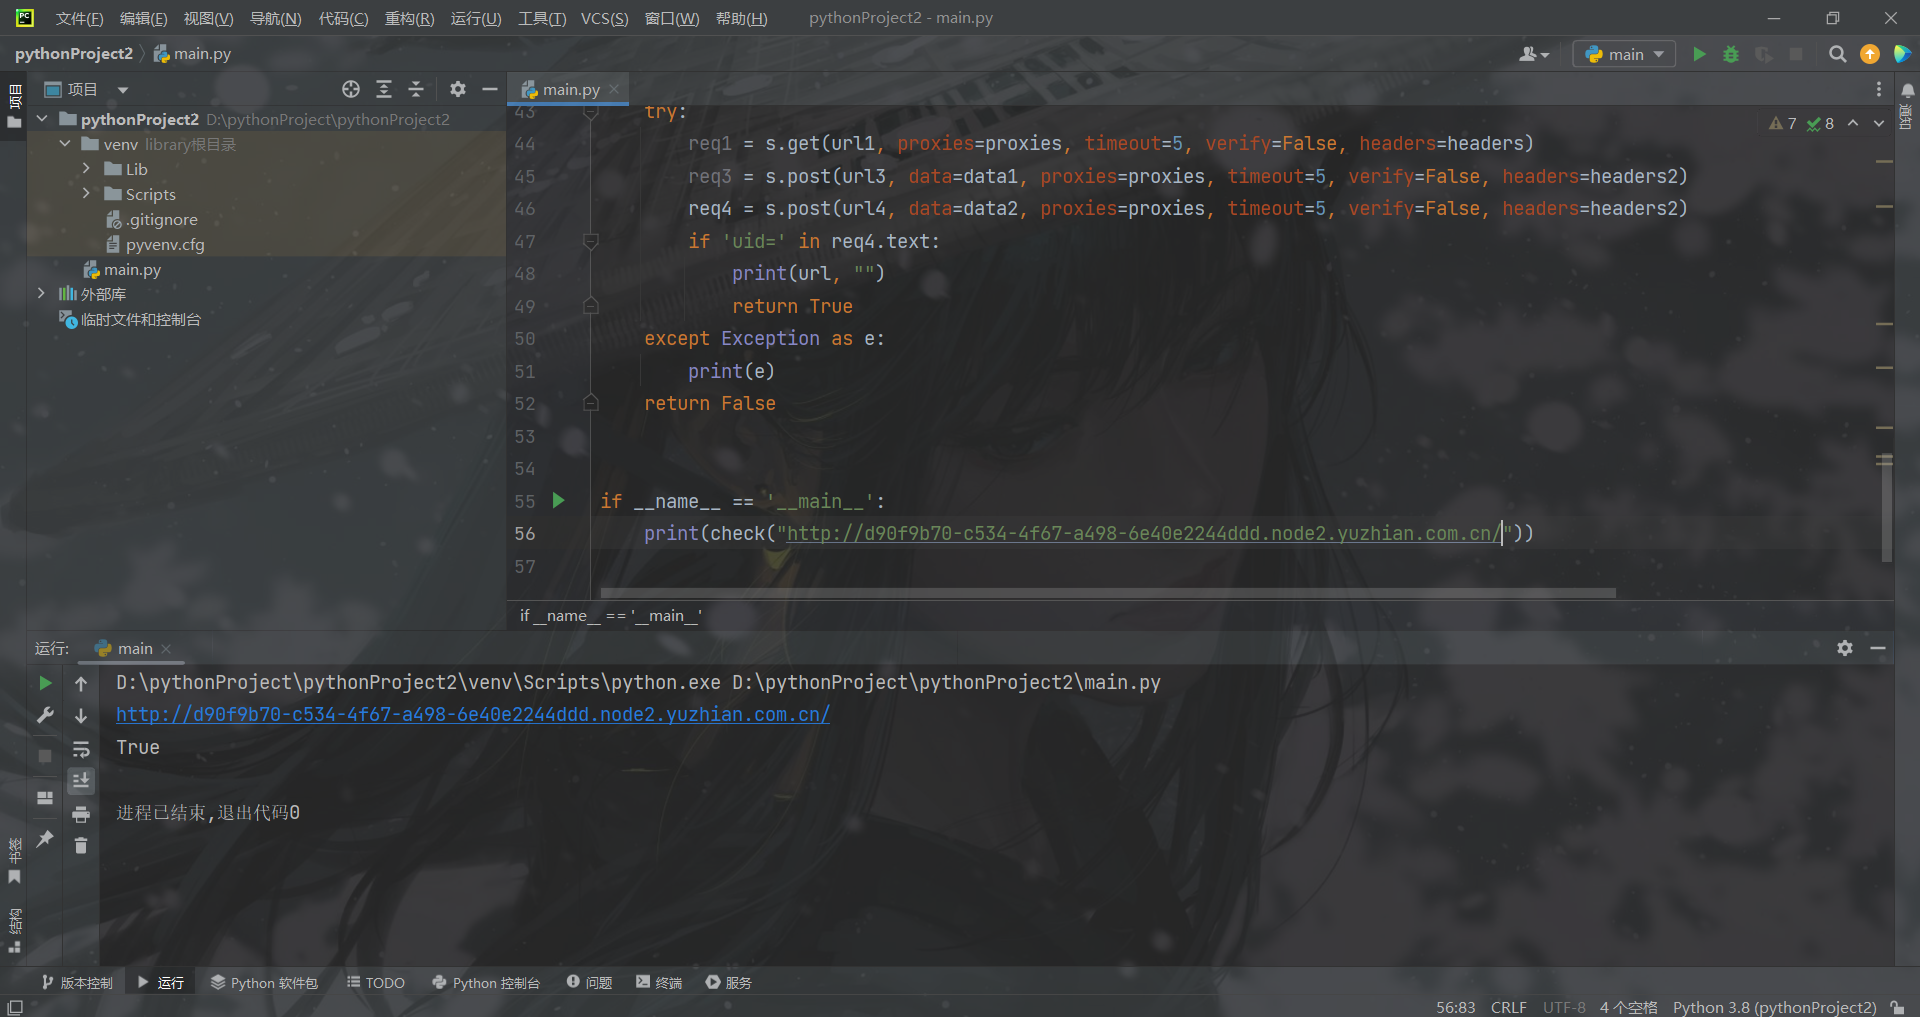 文件(F) 编辑(E) 视图(V) 导航(N) 代码(C) 重构(R) 运行(U) 工具(T) VCS(S) 窗口(W) 帮助(H) pythonProject2 - main.py
pythonProject2 main.py
main
项目
项目
main.py
pythonProject2 D:\pythonProject\pythonProject2
venv library根目录
Lib
Scripts
.gitignore
pyvenv.cfg
main.py
外部库
临时文件和控制台
7 8
通知
43 try:
44 req1 = s.get(url1, proxies=proxies, timeout=5, verify=False, headers=headers)
45 req3 = s.post(url3, data=data1, proxies=proxies, timeout=5, verify=False, headers=headers2)
46 req4 = s.post(url4, data=data2, proxies=proxies, timeout=5, verify=False, headers=headers2)
47 if 'uid=' in req4.text:
48 print(url, "")
49 return True
50 except Exception as e:
51 print(e)
52 return False
53
54
55 if __name__ == '__main__':
56 print(check("http://d90f9b70-c534-4f67-a498-6e40e2244ddd.node2.yuzhian.com.cn/"))
57
if __name__ == '__main__'
运行: main
D:\pythonProject\pythonProject2\venv\Scripts\python.exe D:\pythonProject\pythonProject2\main.py
http://d90f9b70-c534-4f67-a498-6e40e2244ddd.node2.yuzhian.com.cn/
True
进程已结束,退出代码0
书签
结构
版本控制 运行 Python 软件包 TODO Python 控制台 问题 终端 服务
56:83 CRLF UTF-8 4 个空格 Python 3.8 (pythonProject2)